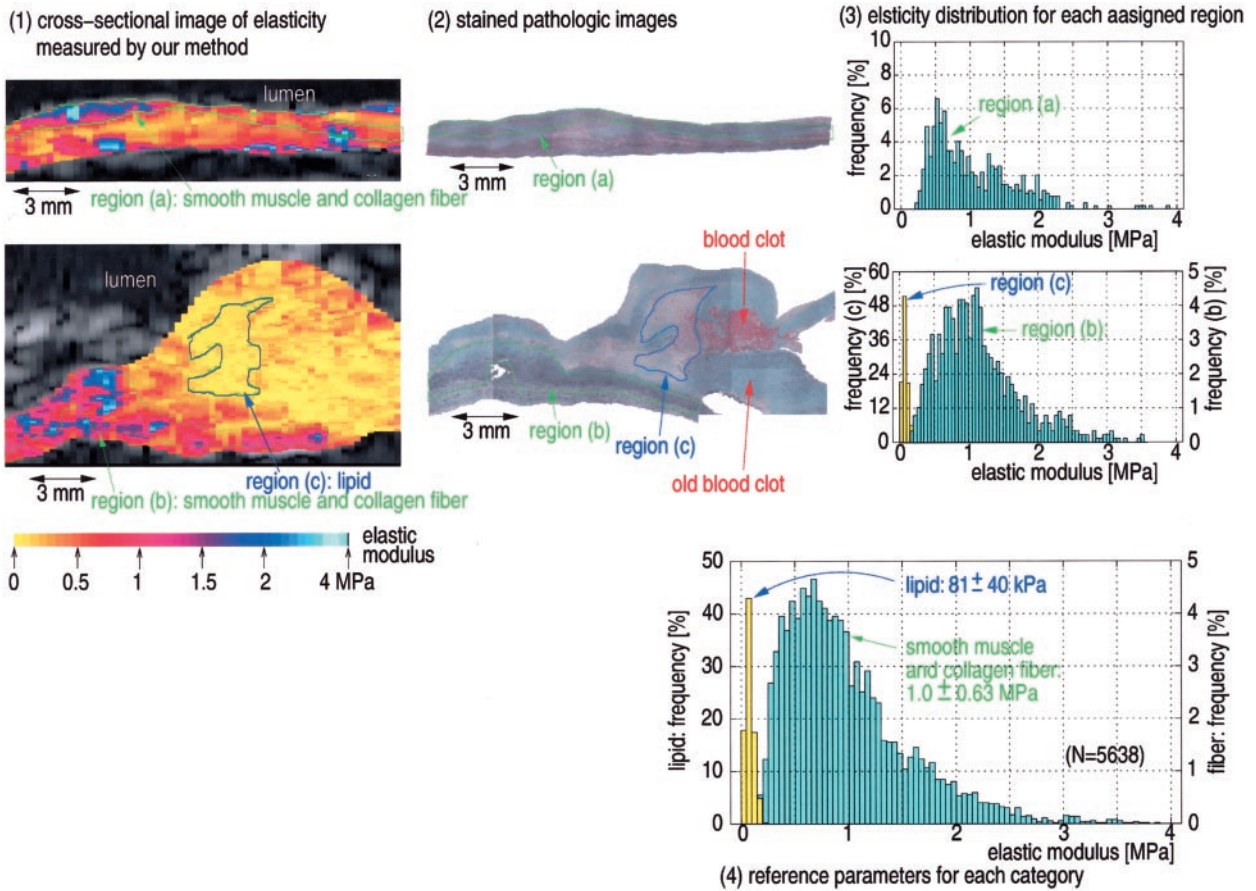 (1) cross-sectional image of elasticity
measured by our method
lumen
3 mm
region (a): smooth muscle and collagen fiber
lumen
3 mm
region (c): lipid
region (b): smooth muscle and collagen fiber
elastic
modulus
0 0.5 1 1.5 2 4 MPa
(2) stained pathologic images
3 mm
region (a)
blood clot
3 mm
region (b)
region (c)
old blood clot
(3) elsticity distribution for each aasigned region
frequency [%]
10
8
6
4
2
0
region (a)
0 1 2 3 4
elastic modulus [MPa]
frequency (c) [%]
60
48
36
24
12
0
region (c)
region (b)
5
4
3
2
1
0
frequency (b) [%]
0 1 2 3 4
elastic modulus [MPa]
lipid: frequency [%]
50
40
30
20
10
0
lipid: 81 ± 40 kPa
smooth muscle
and collagen fiber:
1.0 ± 0.63 MPa
(N=5638)
5
4
3
2
1
0
fiber: frequency [%]
0 1 2 3 4
elastic modulus [MPa]
(4) reference parameters for each category